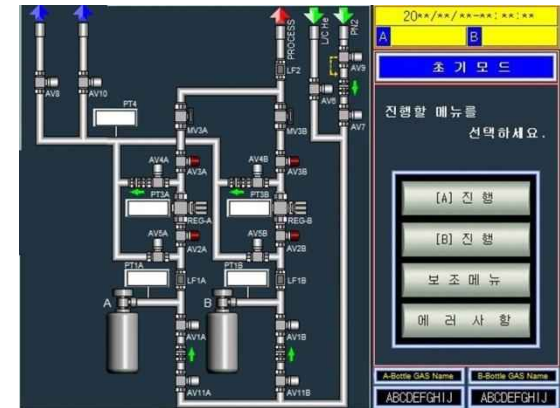 PROCESS
L/C He
PN2
20**/**/**-**:**:**
A
B
초 기 모 드
진행할 메뉴를
선택하세요.
[A] 진 행
[B] 진 행
보 조 메 뉴
에 러 사 항
A-Bottle GAS Name
B-Bottle GAS Name
ABCDEFGHIJ
ABCDEFGHIJ
AV8
AV10
LF2
AV9
AV6
AV7
PT4
MV3A
MV3B
AV4A
AV3A
AV4B
AV3B
PT3A
PT3B
REG-A
REG-B
AV5A
AV2A
AV5B
AV2B
PT1A
PT1B
LF1A
LF1B
A
B
AV1A
AV1B
AV11A
AV11B